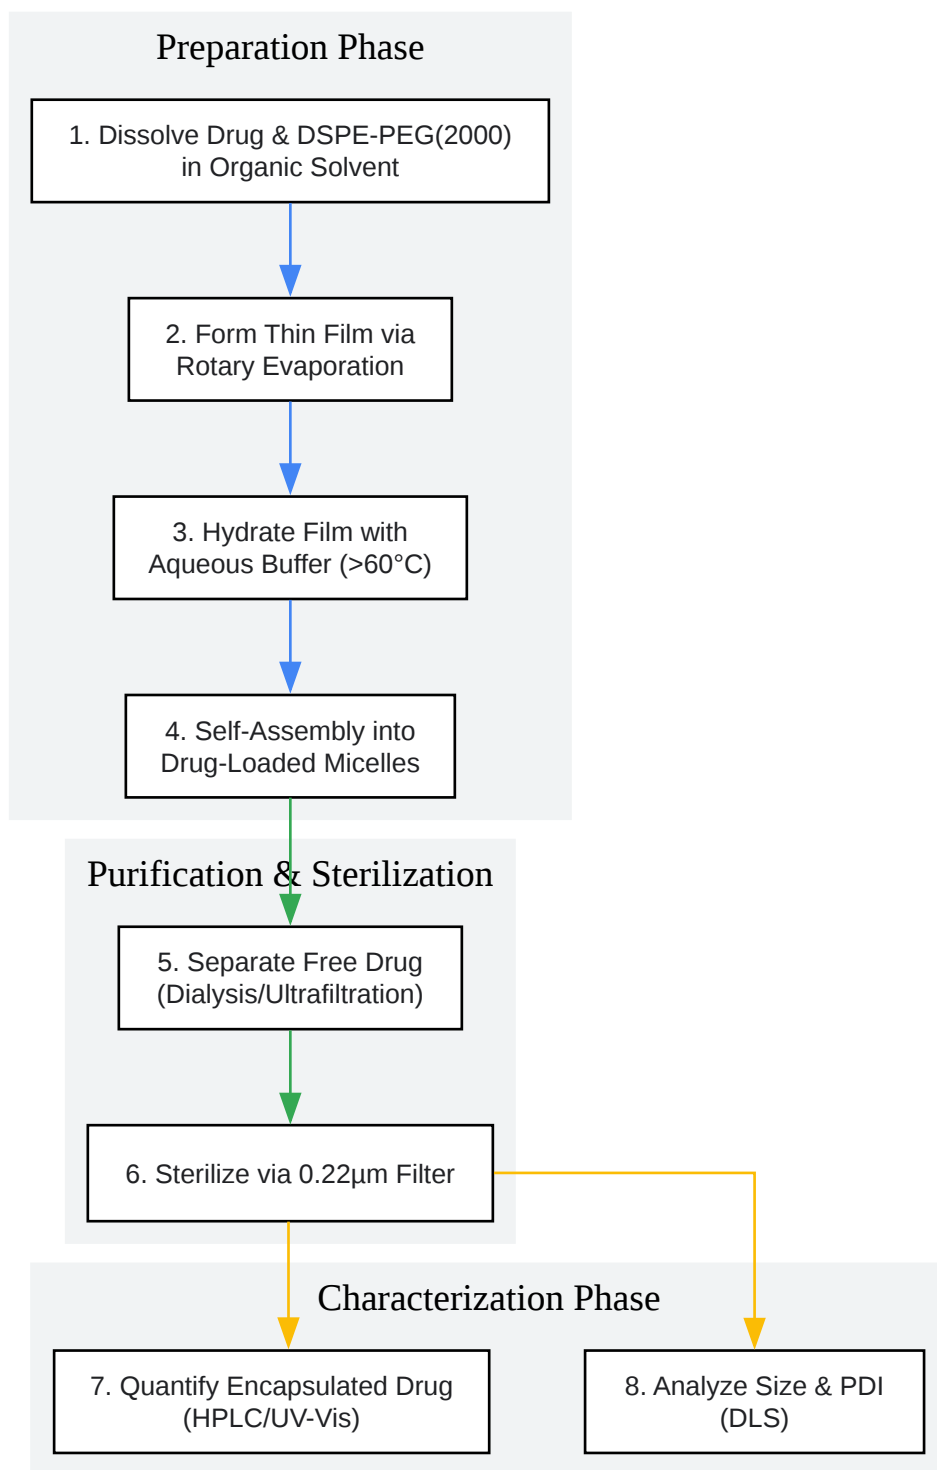 Preparation Phase
1. Dissolve Drug & DSPE-PEG(2000)
in Organic Solvent
2. Form Thin Film via
Rotary Evaporation
3. Hydrate Film with
Aqueous Buffer (>60°C)
4. Self-Assembly into
Drug-Loaded Micelles
Purification & Sterilization
5. Separate Free Drug
(Dialysis/Ultrafiltration)
6. Sterilize via 0.22µm Filter
Characterization Phase
7. Quantify Encapsulated Drug
(HPLC/UV-Vis)
8. Analyze Size & PDI
(DLS)